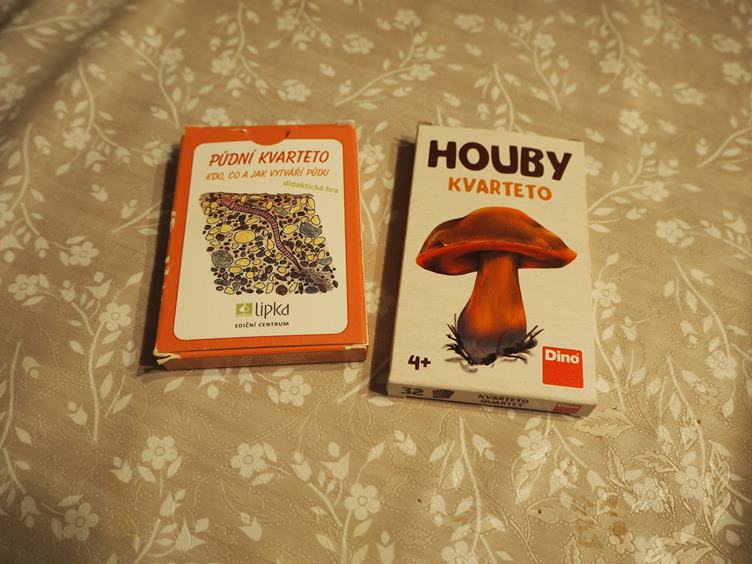 PŮDNÍ KVARTETO
KDO, CO A JAK VYTVÁŘÍ PŮDU
didaktická hra
lipka
EDIČNÍ CENTRUM
HOUBY
KVARTETO
4+
Dino
32
KVARTETO
QUARTET
Dino